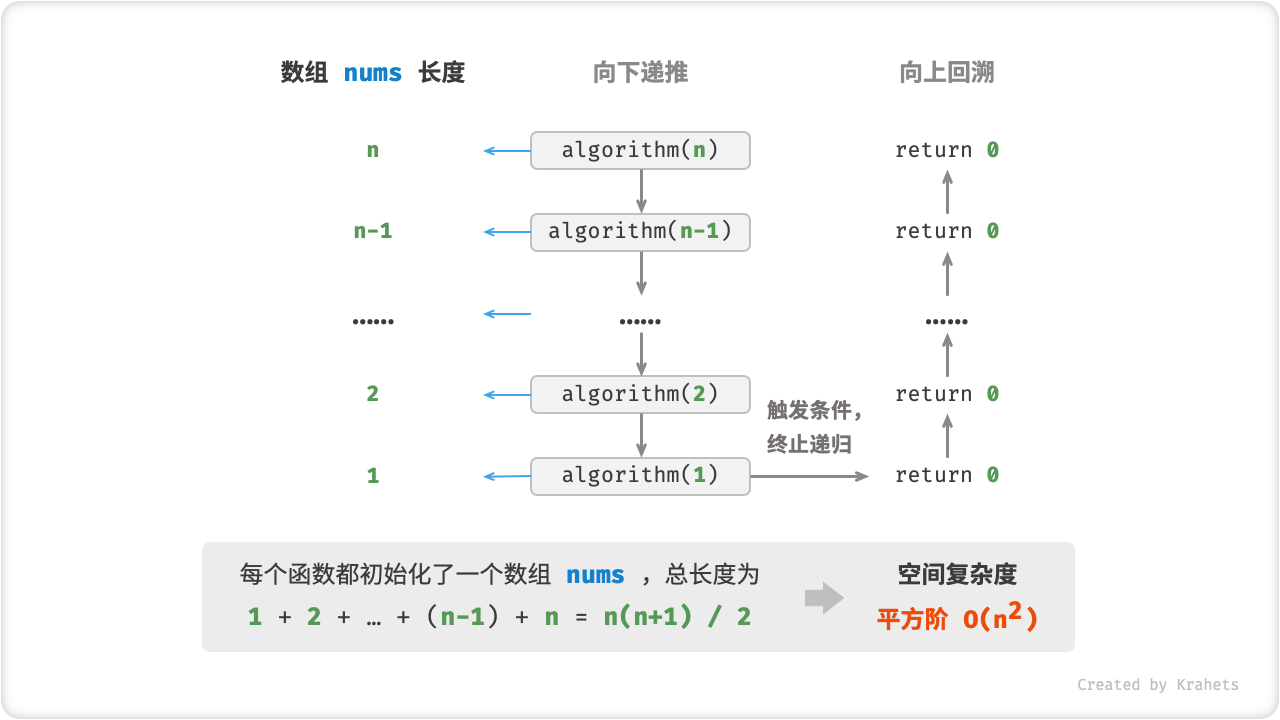 数组 nums 长度 向下递推 向上回溯
n algorithm(n) return 0
n-1 algorithm(n-1) return 0
…… …… ……
2 algorithm(2) return 0
触发条件，
终止递归
1 algorithm(1) return 0
每个函数都初始化了一个数组 nums ，总长度为
1 + 2 + … + (n-1) + n = n(n+1) / 2
空间复杂度
平方阶 O(n²)
Created by Krahets